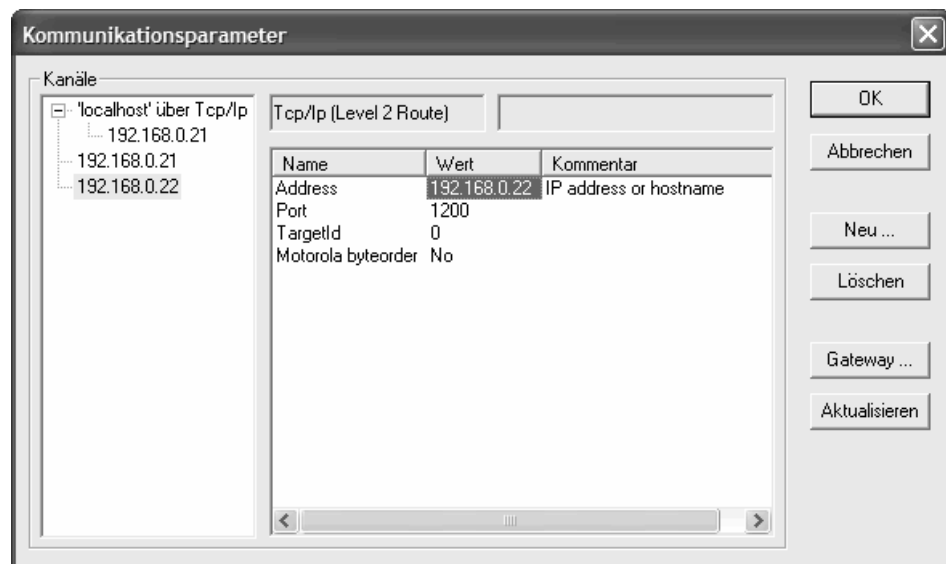 Kommunikationsparameter
Kanäle
'localhost' über Tcp/Ip
192.168.0.21
192.168.0.21
192.168.0.22
Tcp/Ip (Level 2 Route)
Name Wert Kommentar
Address 192.168.0.22 IP address or hostname
Port 1200
TargetId 0
Motorola byteorder No
OK
Abbrechen
Neu ...
Löschen
Gateway ...
Aktualisieren